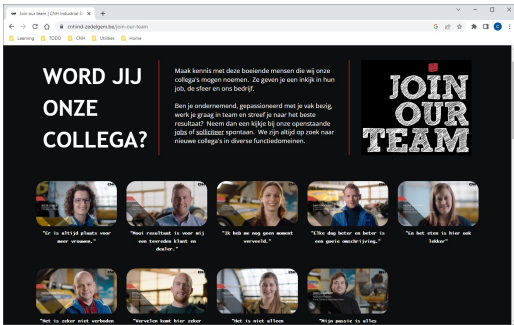 Join our team | CNH Industrial B
cnhind-zedelgem.be/join-our-team
Learning
TODO
CNH
Utilities
Home
WORD JIJ
ONZE
COLLEGA?
Maak kennis met deze boeiende mensen die wij onze
collega's mogen noemen. Ze geven je een inkijk in hun
job, de sfeer en ons bedrijf.
Ben je ondernemend, gepassioneerd met je vak bezig,
werk je graag in team en streef je naar het beste
resultaat? Neem dan een kijkje bij onze openstaande
jobs of solliciteer spontaan. We zijn altijd op zoek naar
nieuwe collega's in diverse functiedomeinen.
JOIN
OUR
TEAM
"Er is altijd plaats voor
meer vrouwen."
"Mooi resultaat is voor mij
een tevreden klant en
dealer."
"Ik heb me nog geen moment
verveeld."
"Elke dag beter en beter is
een goeie omschrijving."
"En het eten is hier ook
lekker"
"Het is zeker niet verboden
"Vervelen komt hier zeker
"Het is niet alleen
"Mijn passie is alles